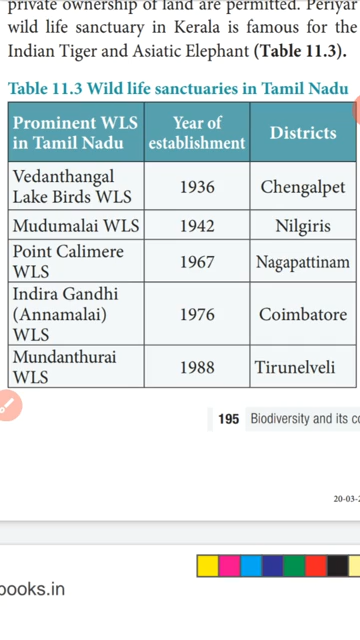 private ownership of land are permitted. Periyar
wild life sanctuary in Kerala is famous for the
Indian Tiger and Asiatic Elephant (Table 11.3).
Table 11.3 Wild life sanctuaries in Tamil Nadu
Prominent WLS in Tamil Nadu Year of establishment Districts
Vedanthangal Lake Birds WLS 1936 Chengalpet
Mudumalai WLS 1942 Nilgiris
Point Calimere WLS 1967 Nagapattinam
Indira Gandhi (Annamalai) WLS 1976 Coimbatore
Mundanthurai WLS 1988 Tirunelveli
195 Biodiversity and its
20-03-
ooks.in